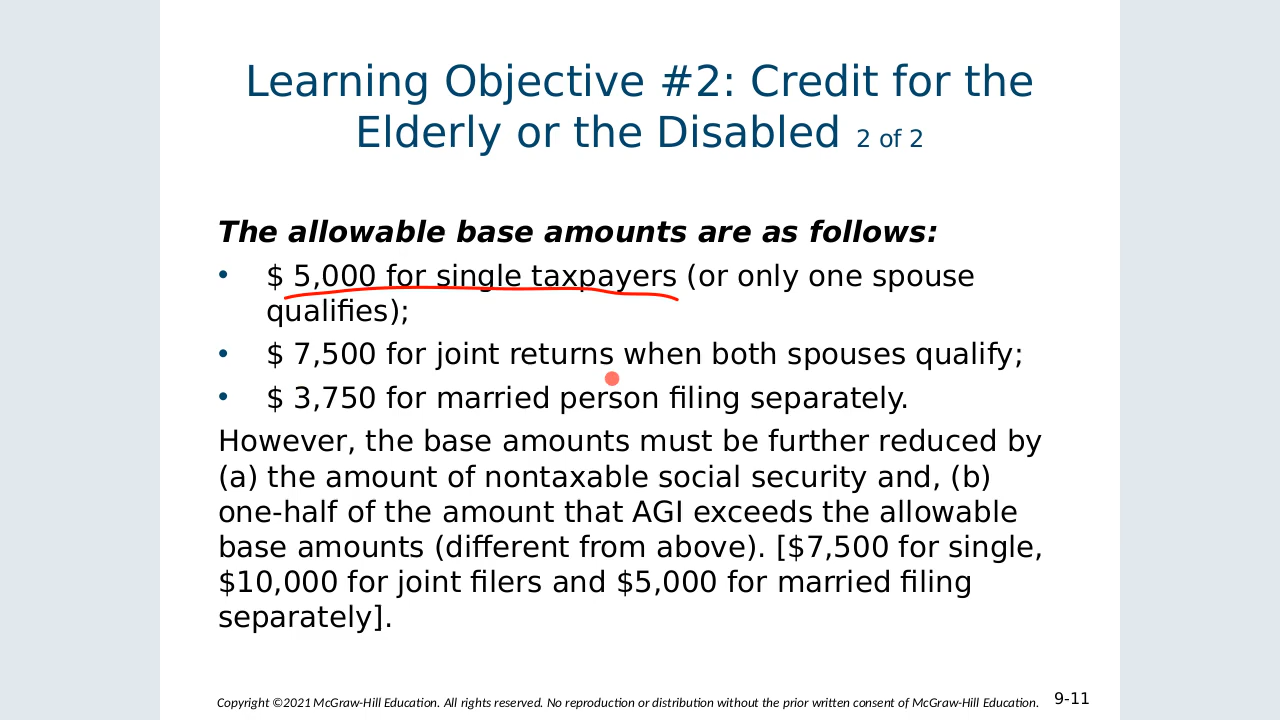 Learning Objective #2: Credit for the
Elderly or the Disabled 2 of 2
The allowable base amounts are as follows:
• $ 5,000 for single taxpayers (or only one spouse
qualifies);
• $ 7,500 for joint returns when both spouses qualify;
• $ 3,750 for married person filing separately.
However, the base amounts must be further reduced by
(a) the amount of nontaxable social security and, (b)
one-half of the amount that AGI exceeds the allowable
base amounts (different from above). [$7,500 for single,
$10,000 for joint filers and $5,000 for married filing
separately].
Copyright ©2021 McGraw-Hill Education. All rights reserved. No reproduction or distribution without the prior written consent of McGraw-Hill Education. 9-11